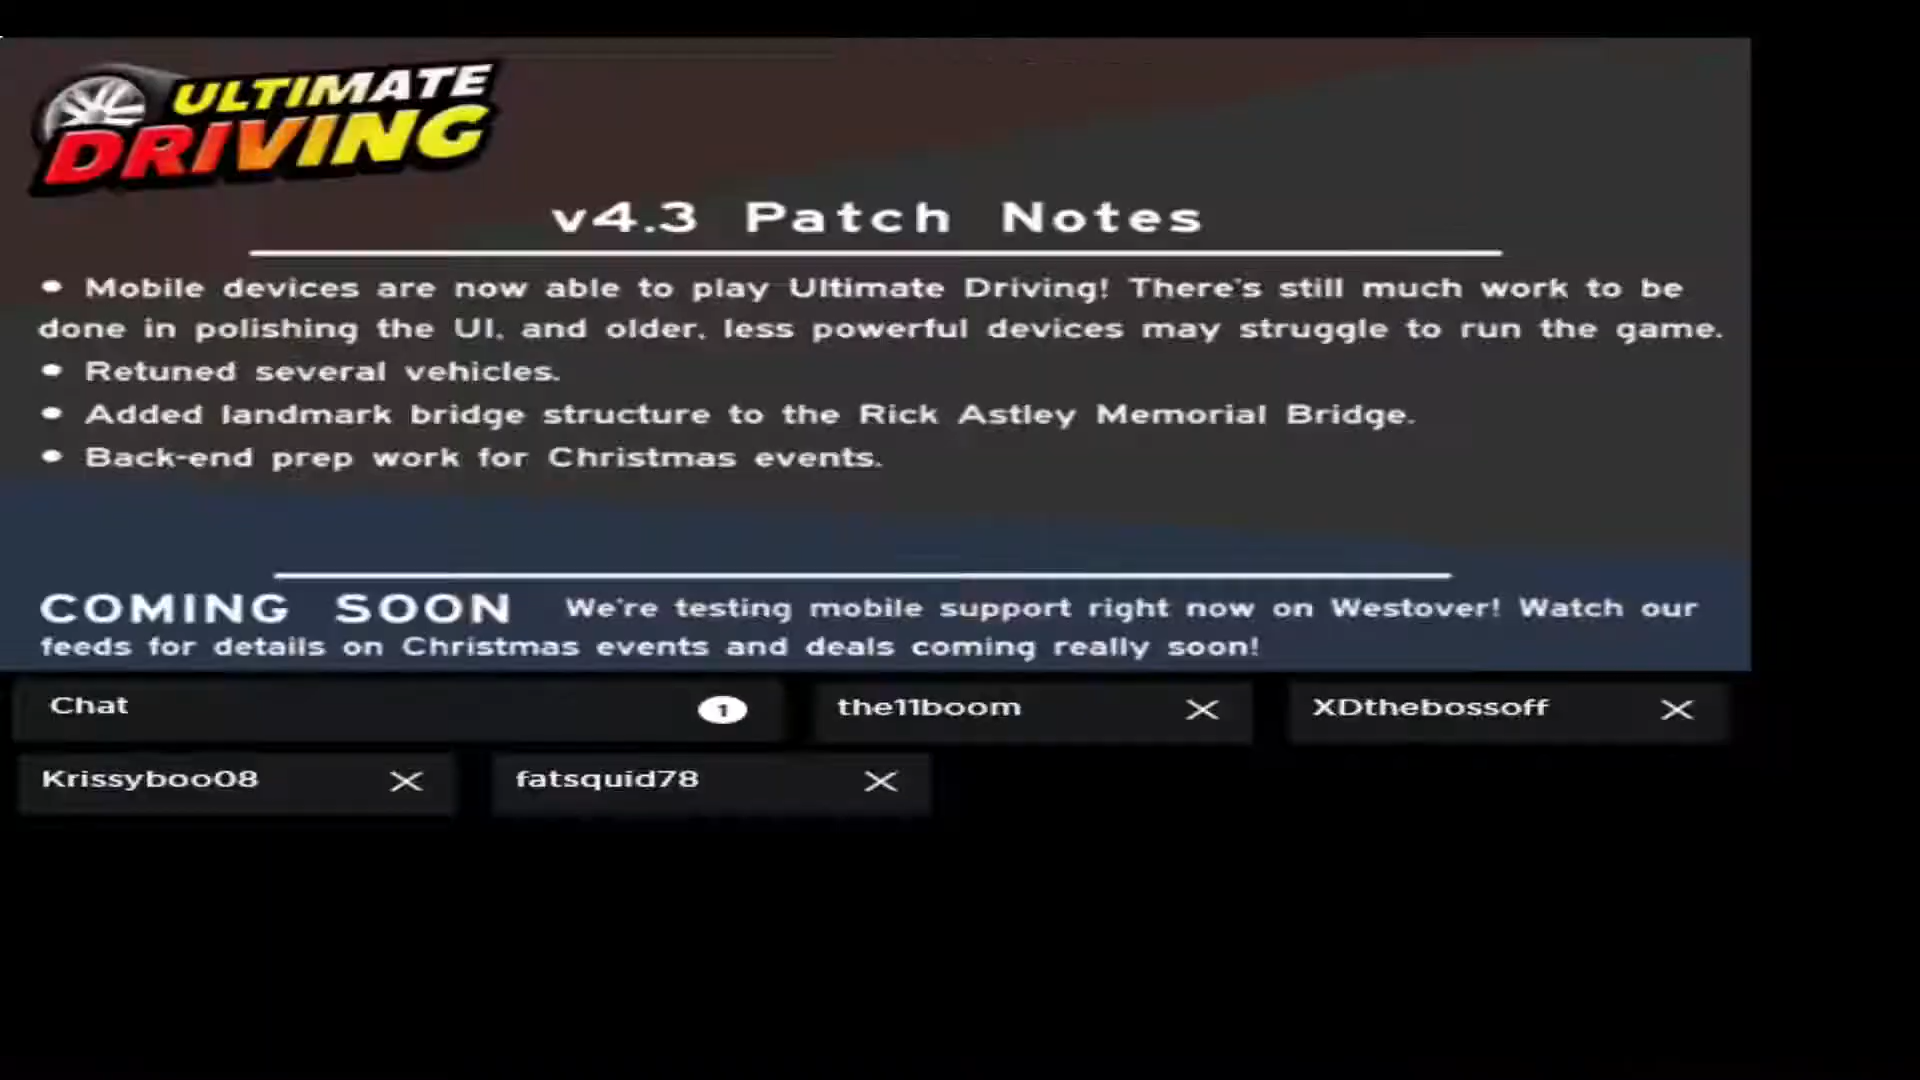 ULTIMATE
DRIVING
v4.3 Patch Notes
• Mobile devices are now able to play Ultimate Driving! There's still much work to be
done in polishing the UI, and older, less powerful devices may struggle to run the game.
• Retuned several vehicles.
• Added landmark bridge structure to the Rick Astley Memorial Bridge.
• Back-end prep work for Christmas events.
COMING SOON We're testing mobile support right now on Westover! Watch our
feeds for details on Christmas events and deals coming really soon!
Chat 1 the11boom X XDthebossoff X
Krissyboo08 X fatsquid78 X